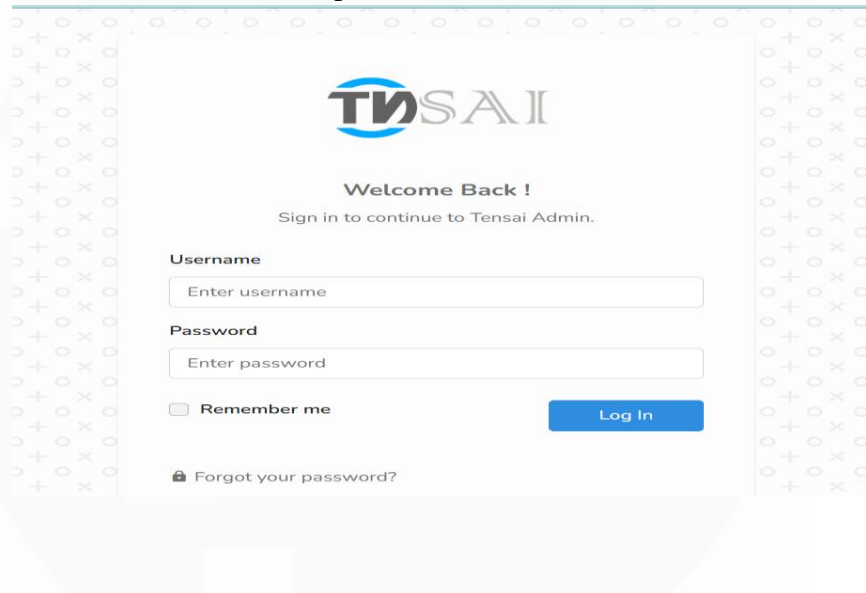 TNSAI
Welcome Back !
Sign in to continue to Tensai Admin.
Username
Enter username
Password
Enter password
Remember me
Log In
Forgot your password?